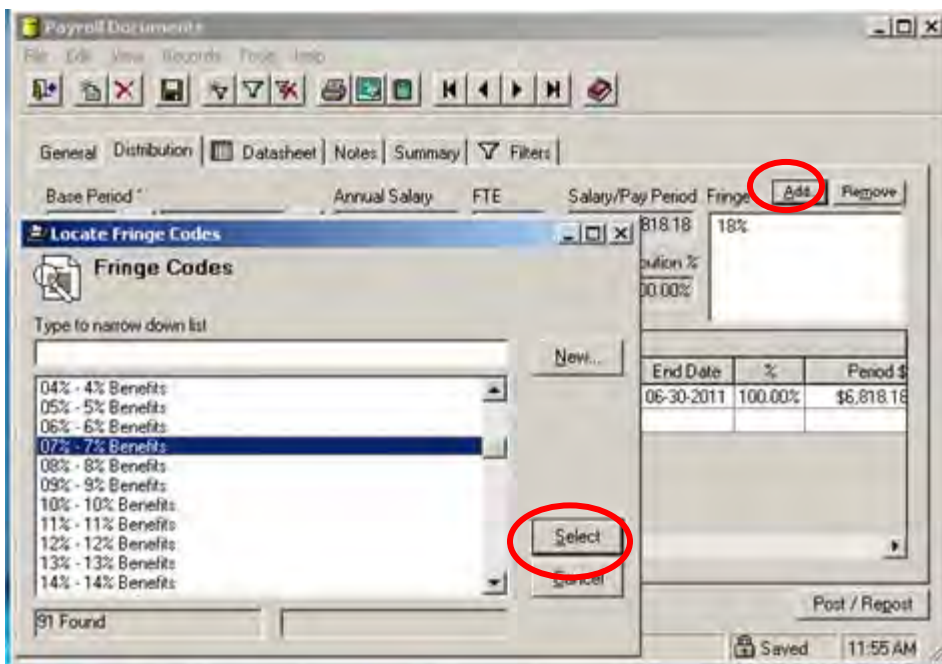 Payroll Documents
File Edit View Records Tools Help
General Distribution Datasheet Notes Summary Filters
Base Period * Annual Salary FTE Salary/Pay Period Fringe Add Remove
818.18 18%
bution %
00.00%
Locate Fringe Codes
Fringe Codes
Type to narrow down list
New...
04% - 4% Benefits
05% - 5% Benefits
06% - 6% Benefits
07% - 7% Benefits
08% - 8% Benefits
09% - 9% Benefits
10% - 10% Benefits
11% - 11% Benefits
12% - 12% Benefits
13% - 13% Benefits
14% - 14% Benefits
Select
Cancel
91 Found
End Date % Period $
06-30-2011 100.00% $6,818.18
Post / Repost
Saved 11:55 AM